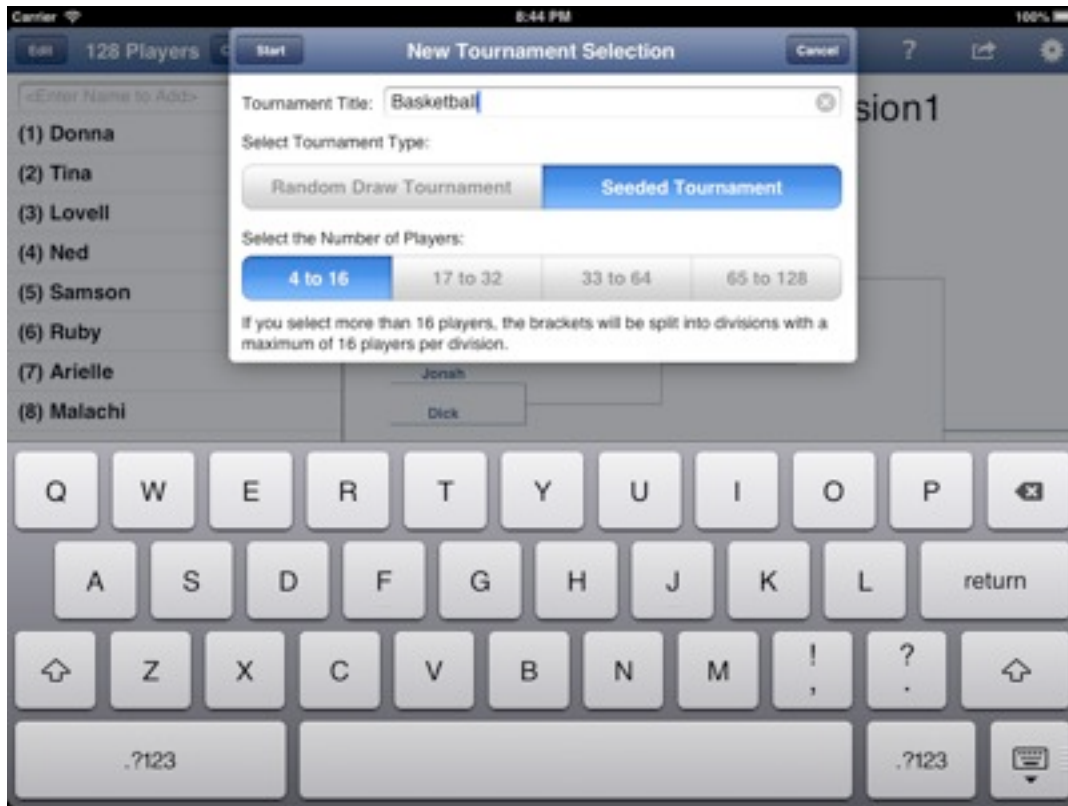 Carrier 8:44 PM 100%
Edit 128 Players Start New Tournament Selection Cancel ?
<Enter Name to Add> Tournament Title: Basketball
sion1
(1) Donna
Select Tournament Type:
(2) Tina
Random Draw Tournament Seeded Tournament
(3) Lovell
Select the Number of Players:
(4) Ned
4 to 16 17 to 32 33 to 64 65 to 128
(5) Samson
If you select more than 16 players, the brackets will be split into divisions with a
(6) Ruby
maximum of 16 players per division.
(7) Arielle Jonah
(8) Malachi Dick
Q W E R T Y U I O P
A S D F G H J K L return
Z X C V B N M ! , ? .
.?123 .?123